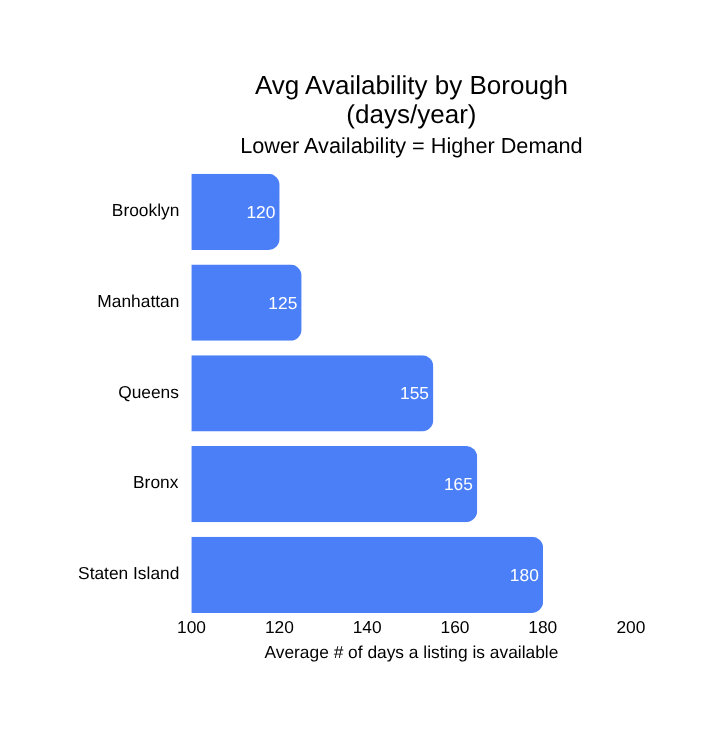 Avg Availability by Borough
(days/year)
Lower Availability = Higher Demand
Brooklyn 120
Manhattan 125
Queens 155
Bronx 165
Staten Island 180
100 120 140 160 180 200
Average # of days a listing is available